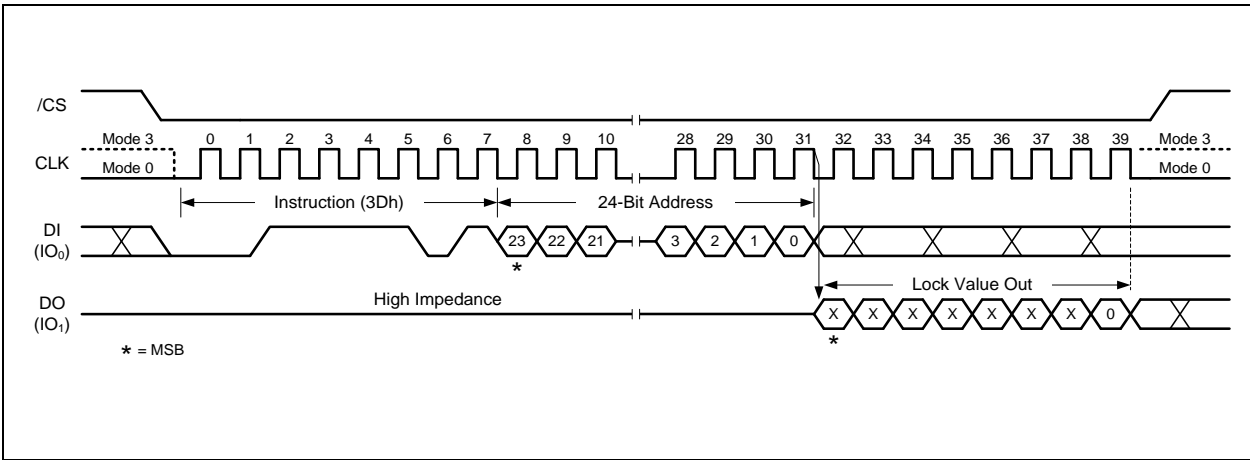 /CS
Mode 3 0 1 2 3 4 5 6 7 8 9 10 28 29 30 31 32 33 34 35 36 37 38 39 Mode 3
CLK Mode 0 Mode 0
Instruction (3Dh) 24-Bit Address
DI
(IO₀)
23 22 21 3 2 1 0
*
Lock Value Out
DO
(IO₁)
High Impedance
X X X X X X X 0
*
* = MSB